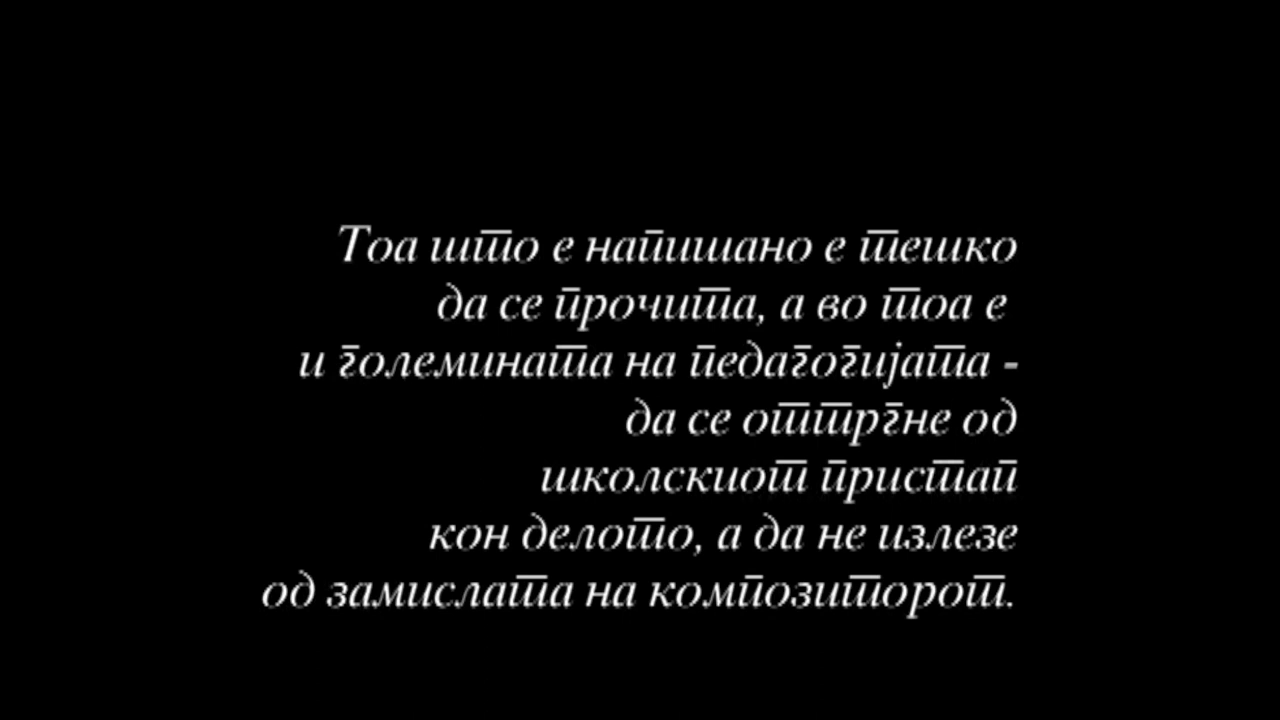 Тоа што е напишано е тешко
да се прочита, а во тоа е
и големината на педагогијата -
да се оттргне од
школскиот пристап
кон делото, а да не излезе
од замислата на композиторот.